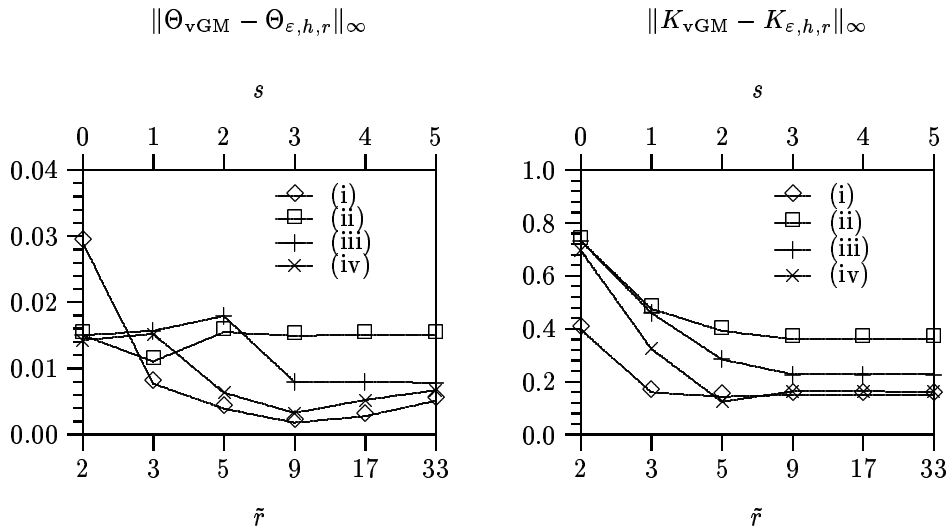 ‖Θ_vGM − Θ_ε,h,r‖_∞
s
0 1 2 3 4 5
0.04
0.03
0.02
0.01
0.00
(i)
(ii)
(iii)
(iv)
2 3 5 9 17 33
r̃
‖K_vGM − K_ε,h,r‖_∞
s
0 1 2 3 4 5
1.0
0.8
0.6
0.4
0.2
0.0
(i)
(ii)
(iii)
(iv)
2 3 5 9 17 33
r̃